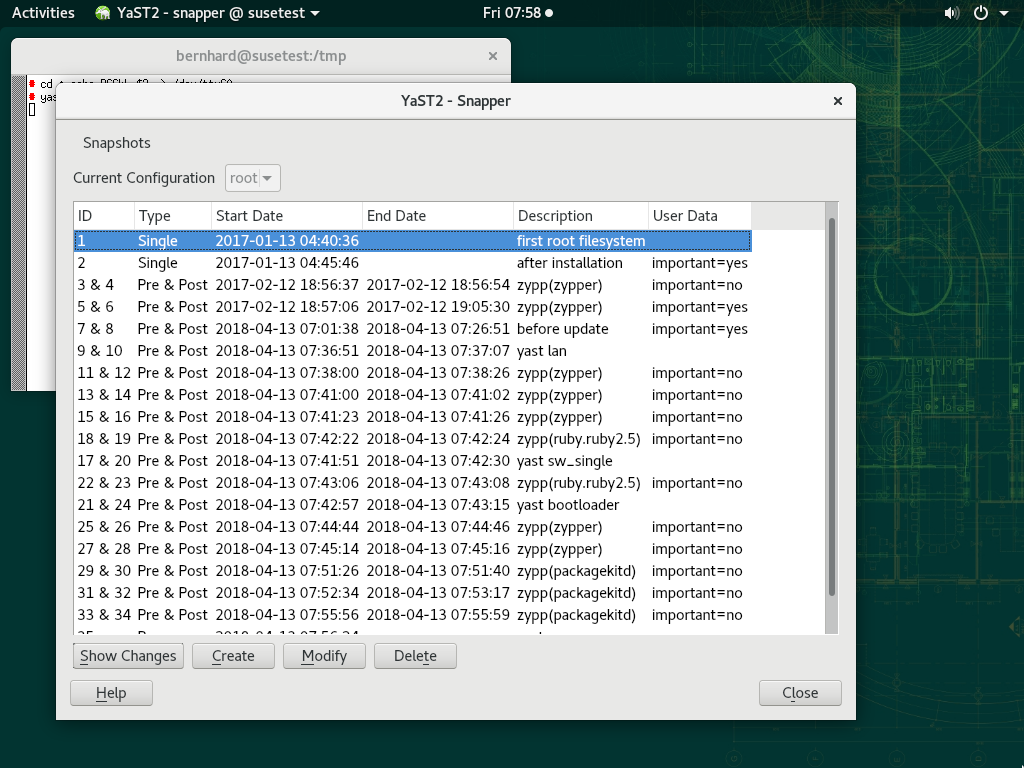 Activities YaST2 - snapper @ susetest Fri 07:58
bernhard@susetest:/tmp
cd
yas
YaST2 - Snapper
Snapshots
Current Configuration root
ID Type Start Date End Date Description User Data
1 Single 2017-01-13 04:40:36 first root filesystem
2 Single 2017-01-13 04:45:46 after installation important=yes
3 & 4 Pre & Post 2017-02-12 18:56:37 2017-02-12 18:56:54 zypp(zypper) important=no
5 & 6 Pre & Post 2017-02-12 18:57:06 2017-02-12 19:05:30 zypp(zypper) important=yes
7 & 8 Pre & Post 2018-04-13 07:01:38 2018-04-13 07:26:51 before update important=yes
9 & 10 Pre & Post 2018-04-13 07:36:51 2018-04-13 07:37:07 yast lan
11 & 12 Pre & Post 2018-04-13 07:38:00 2018-04-13 07:38:26 zypp(zypper) important=no
13 & 14 Pre & Post 2018-04-13 07:41:00 2018-04-13 07:41:02 zypp(zypper) important=no
15 & 16 Pre & Post 2018-04-13 07:41:23 2018-04-13 07:41:26 zypp(zypper) important=no
18 & 19 Pre & Post 2018-04-13 07:42:22 2018-04-13 07:42:24 zypp(ruby.ruby2.5) important=no
17 & 20 Pre & Post 2018-04-13 07:41:51 2018-04-13 07:42:30 yast sw_single
22 & 23 Pre & Post 2018-04-13 07:43:06 2018-04-13 07:43:08 zypp(ruby.ruby2.5) important=no
21 & 24 Pre & Post 2018-04-13 07:42:57 2018-04-13 07:43:15 yast bootloader
25 & 26 Pre & Post 2018-04-13 07:44:44 2018-04-13 07:44:46 zypp(zypper) important=no
27 & 28 Pre & Post 2018-04-13 07:45:14 2018-04-13 07:45:16 zypp(zypper) important=no
29 & 30 Pre & Post 2018-04-13 07:51:26 2018-04-13 07:51:40 zypp(packagekitd) important=no
31 & 32 Pre & Post 2018-04-13 07:52:34 2018-04-13 07:53:17 zypp(packagekitd) important=no
33 & 34 Pre & Post 2018-04-13 07:55:56 2018-04-13 07:55:59 zypp(packagekitd) important=no
Show Changes Create Modify Delete
Help Close